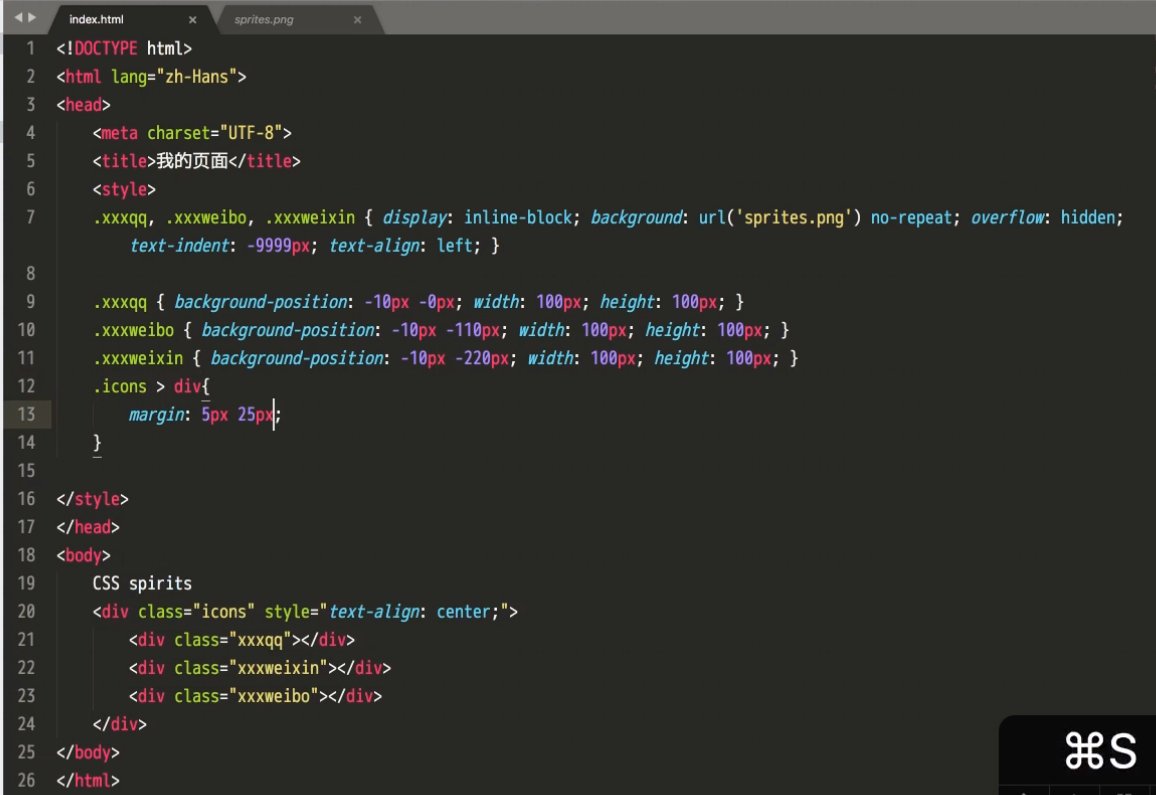 index.html × sprites.png ×
1 <!DOCTYPE html>
2 <html lang="zh-Hans">
3 <head>
4 <meta charset="UTF-8">
5 <title>我的页面</title>
6 <style>
7 .xxxqq, .xxxweibo, .xxxweixin { display: inline-block; background: url('sprites.png') no-repeat; overflow: hidden;
text-indent: -9999px; text-align: left; }
8
9 .xxxqq { background-position: -10px -0px; width: 100px; height: 100px; }
10 .xxxweibo { background-position: -10px -110px; width: 100px; height: 100px; }
11 .xxxweixin { background-position: -10px -220px; width: 100px; height: 100px; }
12 .icons > div{
13 margin: 5px 25px;
14 }
15
16 </style>
17 </head>
18 <body>
19 CSS spirits
20 <div class="icons" style="text-align: center;">
21 <div class="xxxqq"></div>
22 <div class="xxxweixin"></div>
23 <div class="xxxweibo"></div>
24 </div>
25 </body>
26 </html>
⌘S